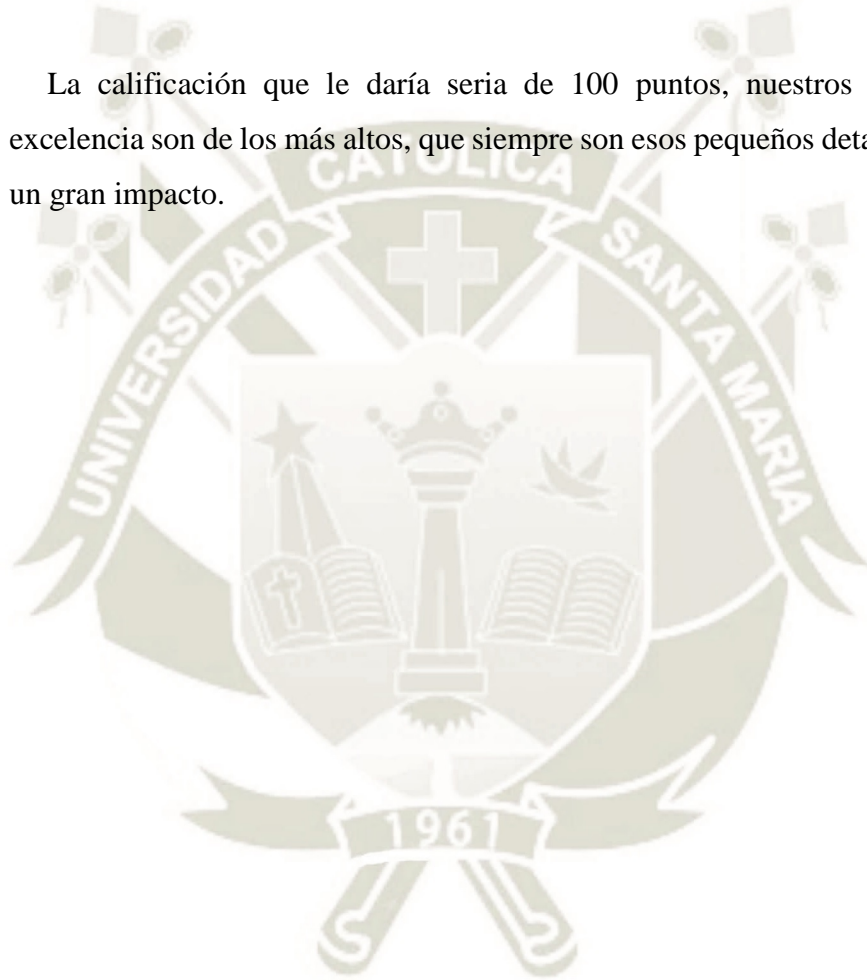 La calificación que le daría seria de 100 puntos, nuestros
excelencia son de los más altos, que siempre son esos pequeños
un gran impacto.
CATOLICA
UNIVERSIDAD
SANTA MARIA
1961